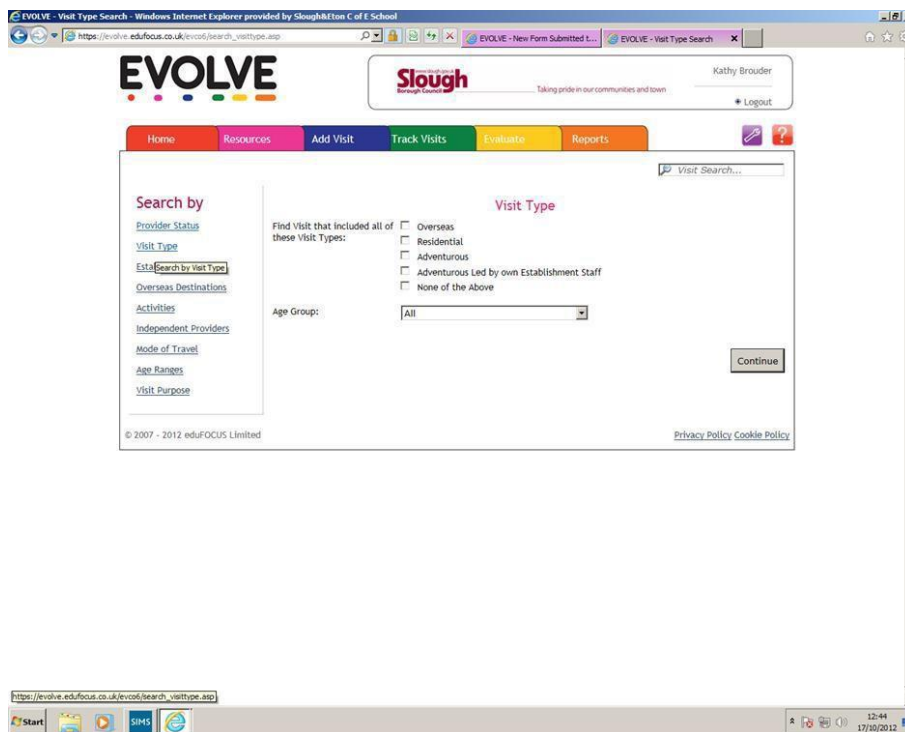 EVOLVE - Visit Type Search - Windows Internet Explorer provided by Slough&Eton C of E School
https://evolve.edufocus.co.uk/evco6/search_visittype.asp
EVOLVE - New Form Submitted t...
EVOLVE - Visit Type Search
EVOLVE
Slough
Borough Council
Taking pride in our communities and town
Kathy Brouder
Logout
Home
Resources
Add Visit
Track Visits
Evaluate
Reports
?
Visit Search...
Search by
Provider Status
Visit Type
Esta
Search by Visit Type
Overseas Destinations
Activities
Independent Providers
Mode of Travel
Age Ranges
Visit Purpose
Visit Type
Find Visit that included all of
these Visit Types:
Overseas
Residential
Adventurous
Adventurous Led by own Establishment Staff
None of the Above
Age Group:
All
Continue
© 2007 - 2012 eduFOCUS Limited
Privacy Policy Cookie Policy
https://evolve.edufocus.co.uk/evco6/search_visittype.asp
Start
SIMS
12:44
17/10/2012